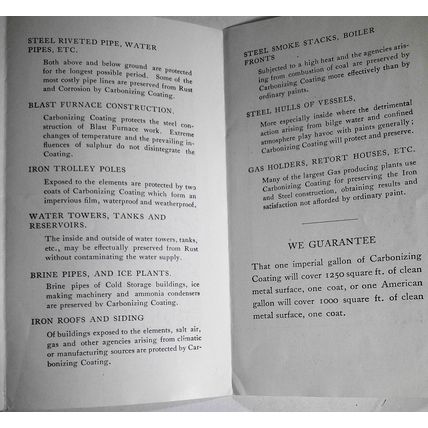 STEEL RIVETED PIPE, WATER
PIPES, ETC.
Both above and below ground are protected
for the longest possible period. Some of the
most costly pipe lines are preserved from Rust
and Corrosion by Carbonizing Coating.
BLAST FURNACE CONSTRUCTION.
Carbonizing Coating protects the steel con-
struction of Blast Furnace work. Extreme
changes of temperature and the prevailing in-
fluences of sulphur do not disintegrate the
Coating.
IRON TROLLEY POLES
Exposed to the elements are protected by two
coats of Carbonizing Coating which form an
impervious film, waterproof and weatherproof.
WATER TOWERS, TANKS AND
RESERVOIRS.
The inside and outside of water towers, tanks,
etc., may be effectually preserved from Rust
without contaminating the water supply.
BRINE PIPES, AND ICE PLANTS.
Brine pipes of Cold Storage buildings, ice
making machinery and ammonia condensers
are preserved by Carbonizing Coating.
IRON ROOFS AND SIDING
Of buildings exposed to the elements, salt air,
gas and other agencies arising from climatic
or manufacturing sources are protected by Car-
bonizing Coating.
STEEL SMOKE STACKS, BOILER
FRONTS
Subjected to a high heat and the agencies aris-
ing from combustion of coal are preserved by
Carbonizing Coating more effectively than by
ordinary paints.
STEEL HULLS OF VESSELS,
More especially inside where the detrimental
action arising from bilge water and confined
atmosphere play havoc with paints generally;
Carbonizing Coating will protect and preserve.
GAS HOLDERS, RETORT HOUSES, ETC.
Many of the largest Gas producing plants use
Carbonizing Coating for preserving the Iron
and Steel construction, obtaining results and
satisfaction not afforded by ordinary paint.
WE GUARANTEE
That one imperial gallon of Carbonizing
Coating will cover 1250 square ft. of clean
metal surface, one coat, or one American
gallon will cover 1000 square ft. of clean
metal surface, one coat.